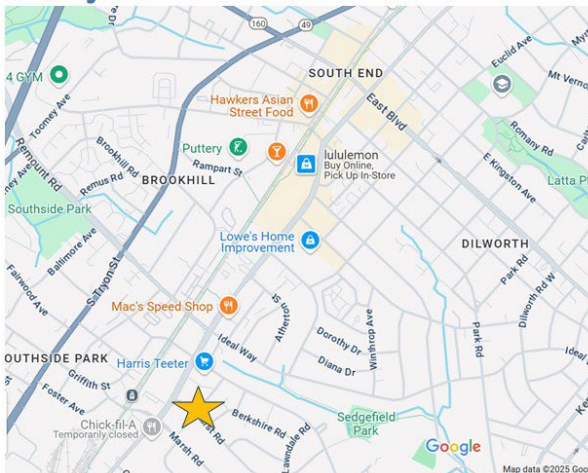 160
49
SOUTH END
Euclid Ave
Mt Vernon
4 GYM
Toomey Ave
Hawkers Asian
Street Food
East Blvd
Romany Rd
Remount Rd
Brookhill
Rd
Puttery
Rampart St
lululemon
Buy Online,
Pick Up In-Store
E Kingston Ave
Latta P
Remus Rd
BROOKHILL
Southside Park
Baltimore Ave
S Tryon St
Lowe's Home
Improvement
DILWORTH
Fairwood Ave
Park Rd
Dilworth Rd W
Mac's Speed Shop
Atherton St
Ideal Way
Dorothy Dr
Winthrop Ave
Park Rd
Ideal
OUTHSIDE PARK
Harris Teeter
Diana Dr
Griffith St
Foster Ave
Berkshire Rd
Sedgefield
Park
Chick-fil-A
Temporarily closed
Marsh Rd
Lawndale Rd
Google
Map data ©2025 Goo